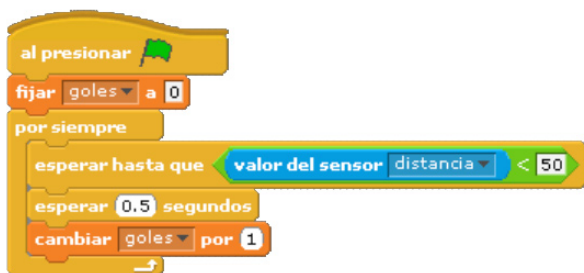 al presionar
fijar goles a 0
por siempre
esperar hasta que valor del sensor distancia < 50
esperar 0.5 segundos
cambiar goles por 1